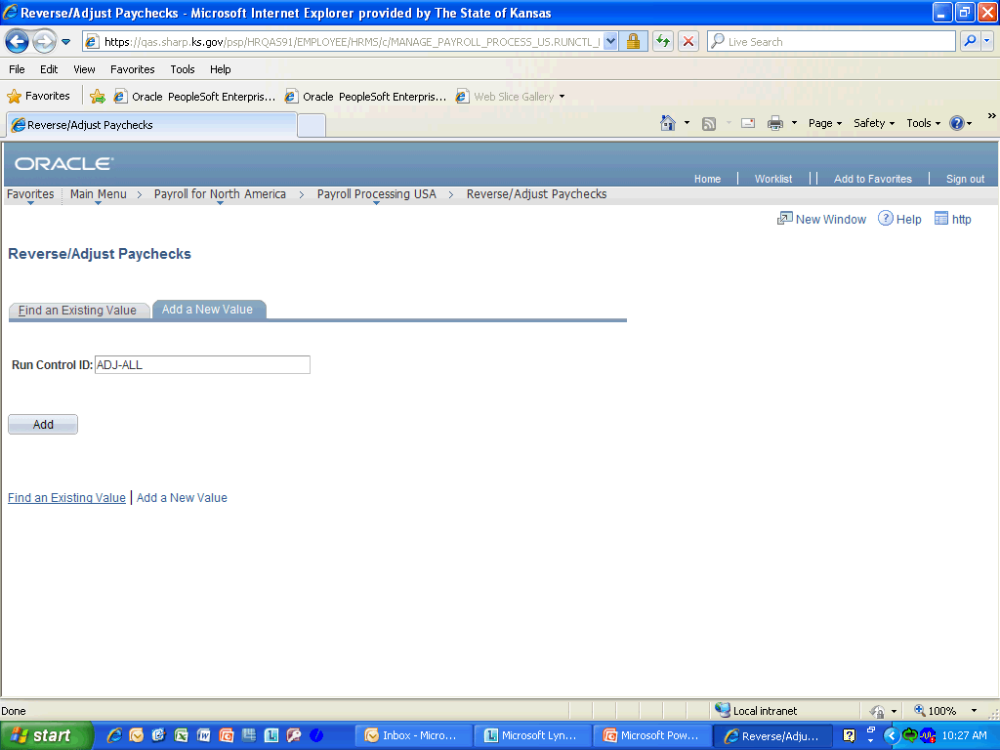 Reverse/Adjust Paychecks - Microsoft Internet Explorer provided by The State of Kansas
https://qas.sharp.ks.gov/psp/HRQAS91/EMPLOYEE/HRMS/c/MANAGE_PAYROLL_PROCESS_US.RUNCTL_
Live Search
File Edit View Favorites Tools Help
Favorites Oracle PeopleSoft Enterpris... Oracle PeopleSoft Enterpris... Web Slice Gallery
Reverse/Adjust Paychecks Page Safety Tools »
ORACLE
Home Worklist Add to Favorites Sign out
Favorites Main Menu > Payroll for North America > Payroll Processing USA > Reverse/Adjust Paychecks
New Window Help http
Reverse/Adjust Paychecks
Find an Existing Value Add a New Value
Run Control ID: ADJ-ALL
Add
Find an Existing Value | Add a New Value
Done Local intranet 100%
start Inbox - Micro... Microsoft Lyn... Microsoft Pow... Reverse/Adju... 10:27 AM